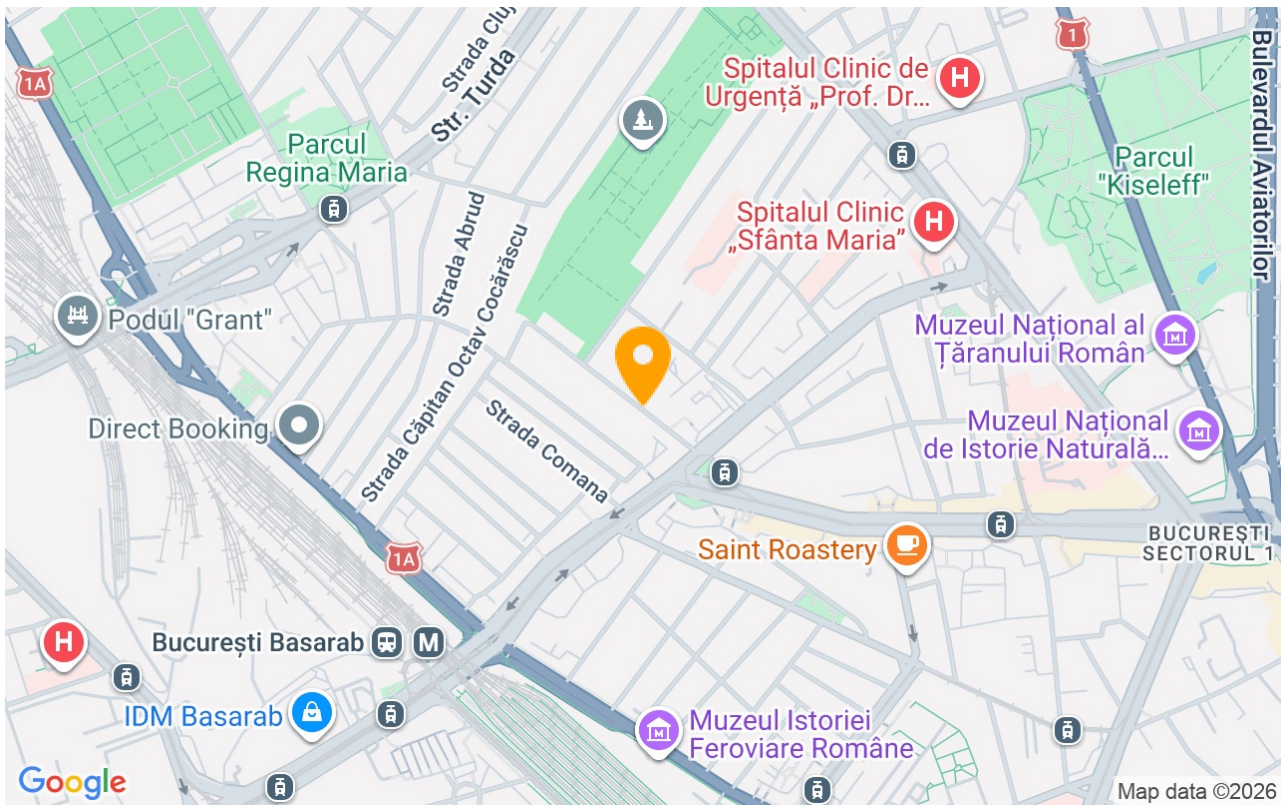 1A
Strada Cluj
Str. Turda
Spitalul Clinic de
Urgență „Prof. Dr...
H
1
Bulevardul Aviatorilor
Parcul
Regina Maria
Parcul
"Kiseleff"
Strada Abrud
Spitalul Clinic
„Sfânta Maria”
H
Strada Căpitan Octav Cocărăscu
Podul "Grant"
Muzeul Național al
Țăranului Român
Direct Booking
Strada Comana
Muzeul Național
de Istorie Naturală...
1A
Saint Roastery
BUCUREȘTI
SECTORUL 1
H
București Basarab
M
IDM Basarab
Muzeul Istoriei
Feroviare Române
Google
Map data ©2026